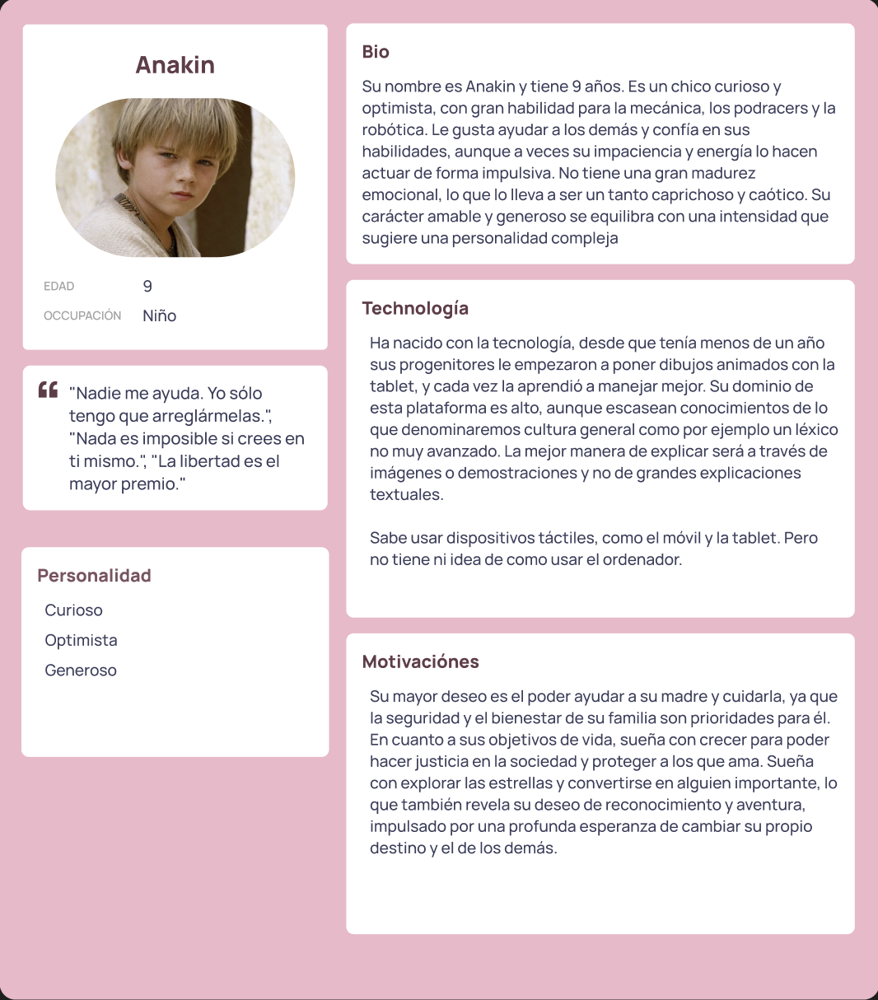 Anakin
EDAD 9
OCCUPACIÓN Niño
"Nadie me ayuda. Yo sólo
tengo que arreglármelas.",
"Nada es imposible si crees en
ti mismo.", "La libertad es el
mayor premio."
Personalidad
Curioso
Optimista
Generoso
Bio
Su nombre es Anakin y tiene 9 años. Es un chico curioso y
optimista, con gran habilidad para la mecánica, los podracers y la
robótica. Le gusta ayudar a los demás y confía en sus
habilidades, aunque a veces su impaciencia y energía lo hacen
actuar de forma impulsiva. No tiene una gran madurez
emocional, lo que lo lleva a ser un tanto caprichoso y caótico. Su
carácter amable y generoso se equilibra con una intensidad que
sugiere una personalidad compleja
Technología
Ha nacido con la tecnología, desde que tenía menos de un año
sus progenitores le empezaron a poner dibujos animados con la
tablet, y cada vez la aprendió a manejar mejor. Su dominio de
esta plataforma es alto, aunque escasean conocimientos de lo
que denominaremos cultura general como por ejemplo un léxico
no muy avanzado. La mejor manera de explicar será a través de
imágenes o demostraciones y no de grandes explicaciones
textuales.
Sabe usar dispositivos táctiles, como el móvil y la tablet. Pero
no tiene ni idea de como usar el ordenador.
Motivaciónes
Su mayor deseo es el poder ayudar a su madre y cuidarla, ya que
la seguridad y el bienestar de su familia son prioridades para él.
En cuanto a sus objetivos de vida, sueña con crecer para poder
hacer justicia en la sociedad y proteger a los que ama. Sueña
con explorar las estrellas y convertirse en alguien importante, lo
que también revela su deseo de reconocimiento y aventura,
impulsado por una profunda esperanza de cambiar su propio
destino y el de los demás.